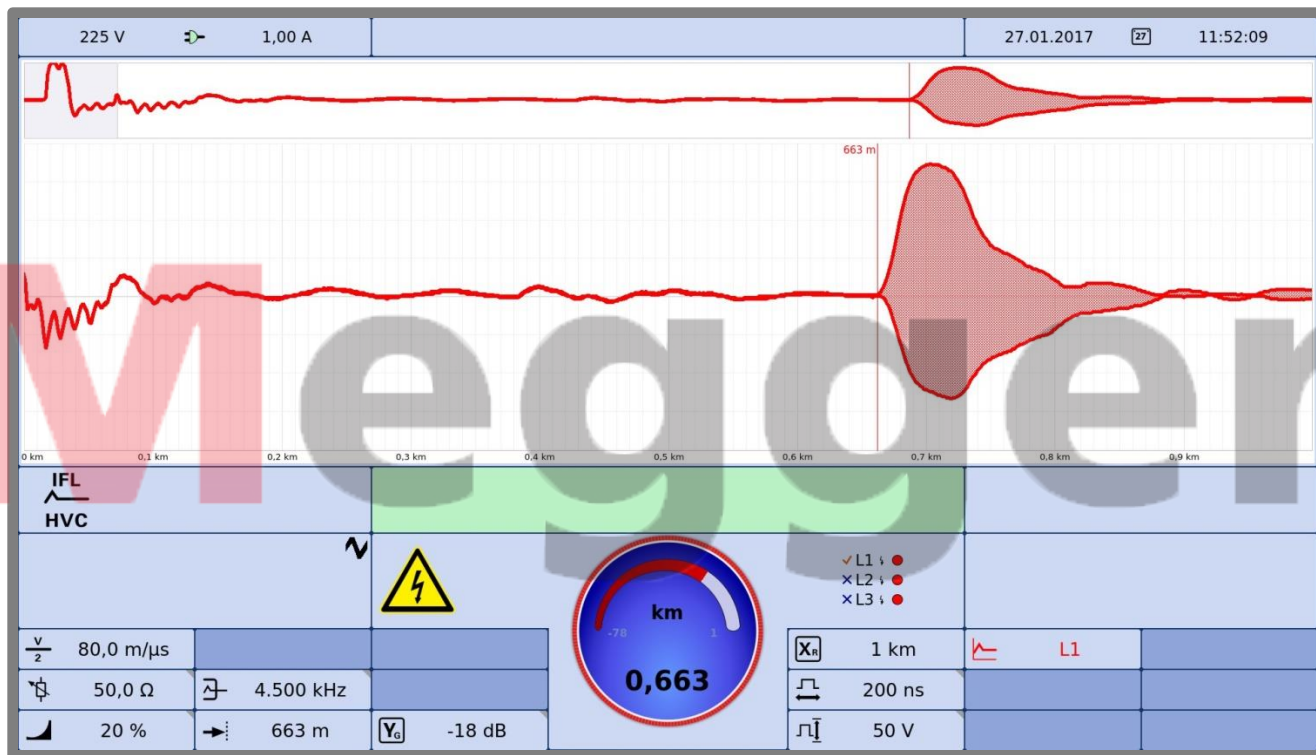 225 V 1,00 A 27.01.2017 27 11:52:09
663 m
0 km 0,1 km 0,2 km 0,3 km 0,4 km 0,5 km 0,6 km 0,7 km 0,8 km 0,9 km
Megger
IFL
HVC
L1
L2
L3
km
-78 1
0,663
v/2 80,0 m/µs XR 1 km L1
50,0 Ω 4.500 kHz 200 ns
20 % 663 m YG -18 dB 50 V